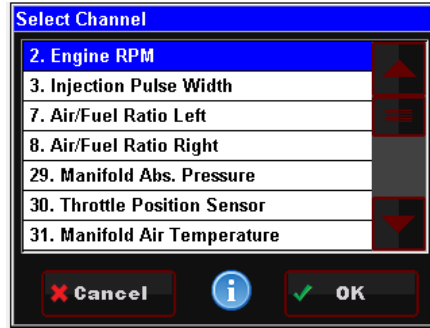 Select Channel
2. Engine RPM
3. Injection Pulse Width
7. Air/Fuel Ratio Left
8. Air/Fuel Ratio Right
29. Manifold Abs. Pressure
30. Throttle Position Sensor
31. Manifold Air Temperature
Cancel i OK